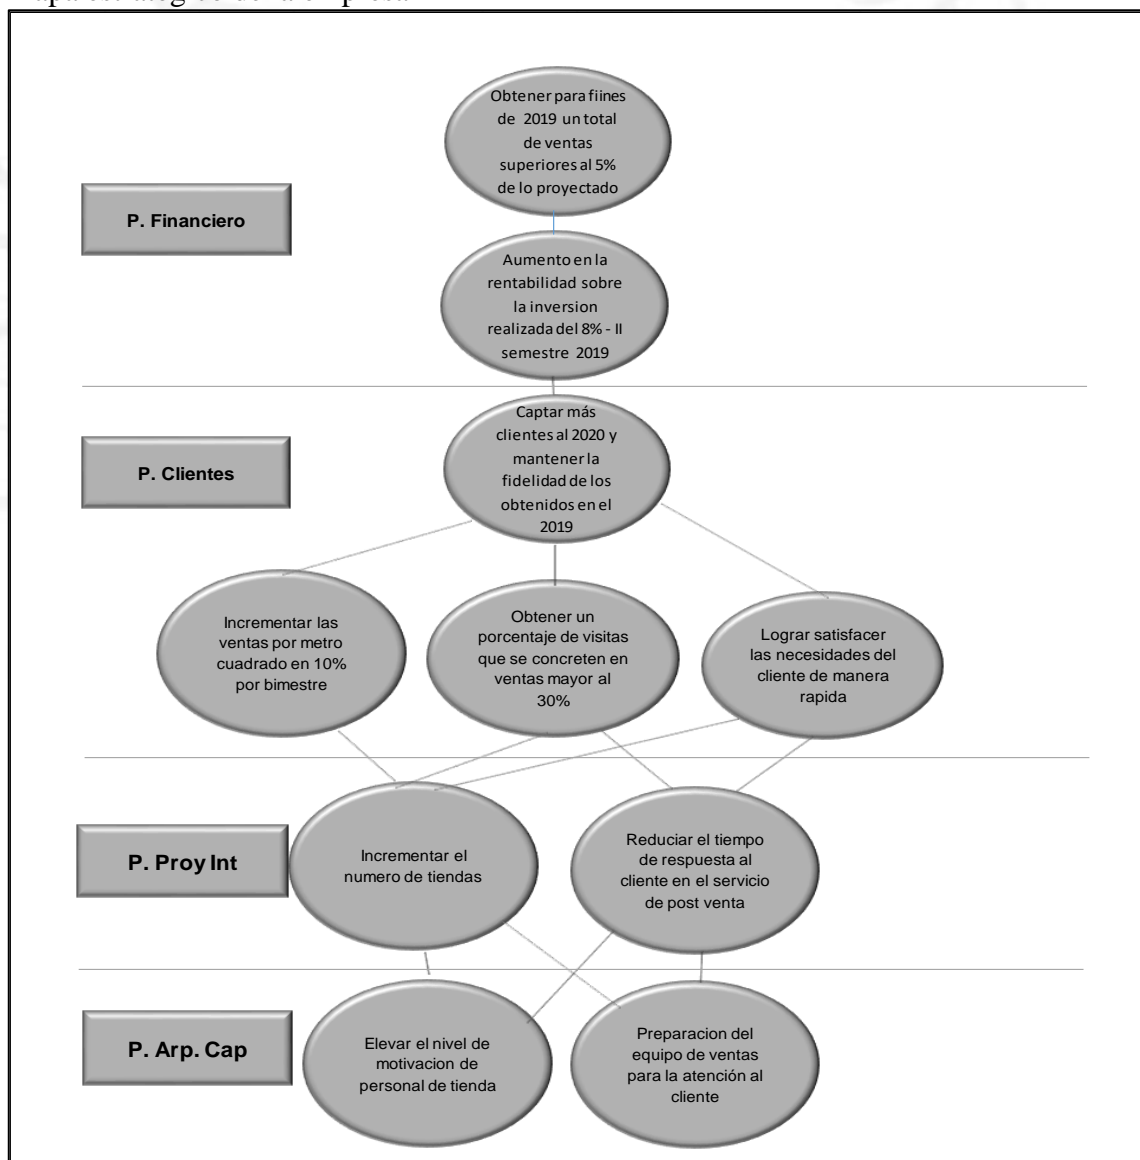 Obtener para fiines
de 2019 un total
de ventas
superiores al 5%
de lo proyectado
P. Financiero
Aumento en la
rentabilidad sobre
la inversion
realizada del 8% - II
semestre 2019
Captar más
clientes al 2020 y
mantener la
fidelidad de los
obtenidos en el
2019
P. Clientes
Incrementar las
ventas por metro
cuadrado en 10%
por bimestre
Obtener un
porcentaje de visitas
que se concreten en
ventas mayor al
30%
Lograr satisfacer
las necesidades del
cliente de manera
rapida
P. Proy Int
Incrementar el
numero de tiendas
Reduciar el tiempo
de respuesta al
cliente en el servicio
de post venta
P. Arp. Cap
Elevar el nivel de
motivacion de
personal de tienda
Preparacion del
equipo de ventas
para la atención al
cliente